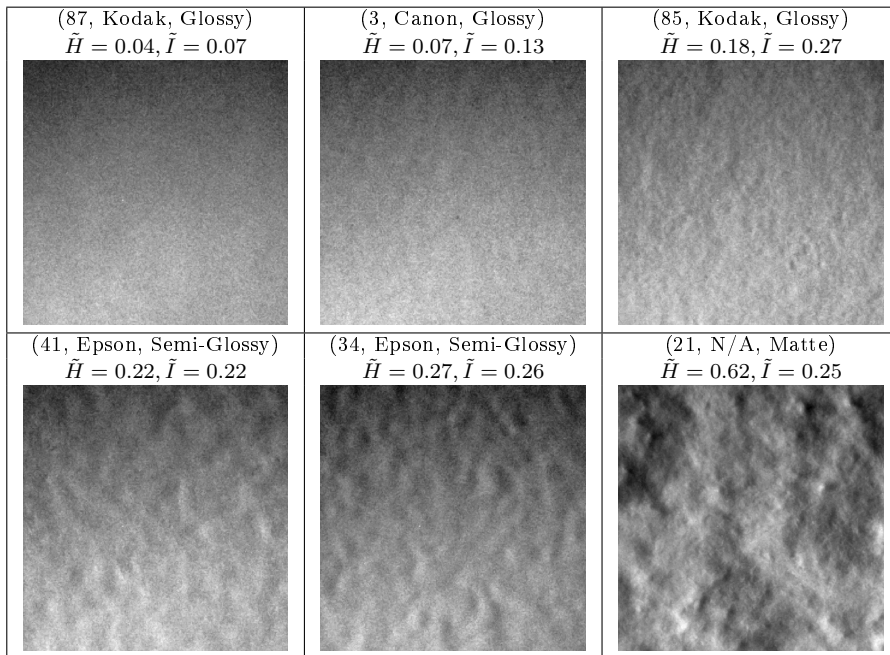 (87, Kodak, Glossy)
H̃ = 0.04, Ĩ = 0.07
(3, Canon, Glossy)
H̃ = 0.07, Ĩ = 0.13
(85, Kodak, Glossy)
H̃ = 0.18, Ĩ = 0.27
(41, Epson, Semi-Glossy)
H̃ = 0.22, Ĩ = 0.22
(34, Epson, Semi-Glossy)
H̃ = 0.27, Ĩ = 0.26
(21, N/A, Matte)
H̃ = 0.62, Ĩ = 0.25